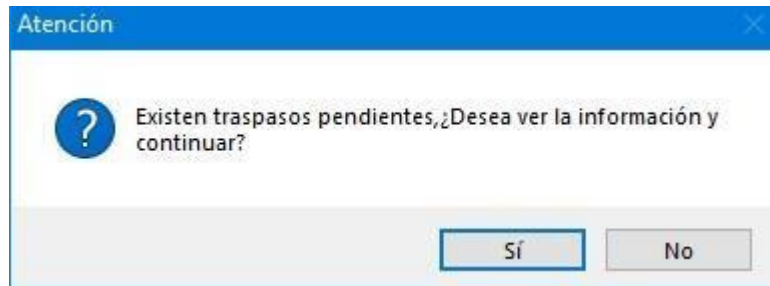 Atención
Existen traspasos pendientes,¿Desea ver la información y
continuar?
Sí
No